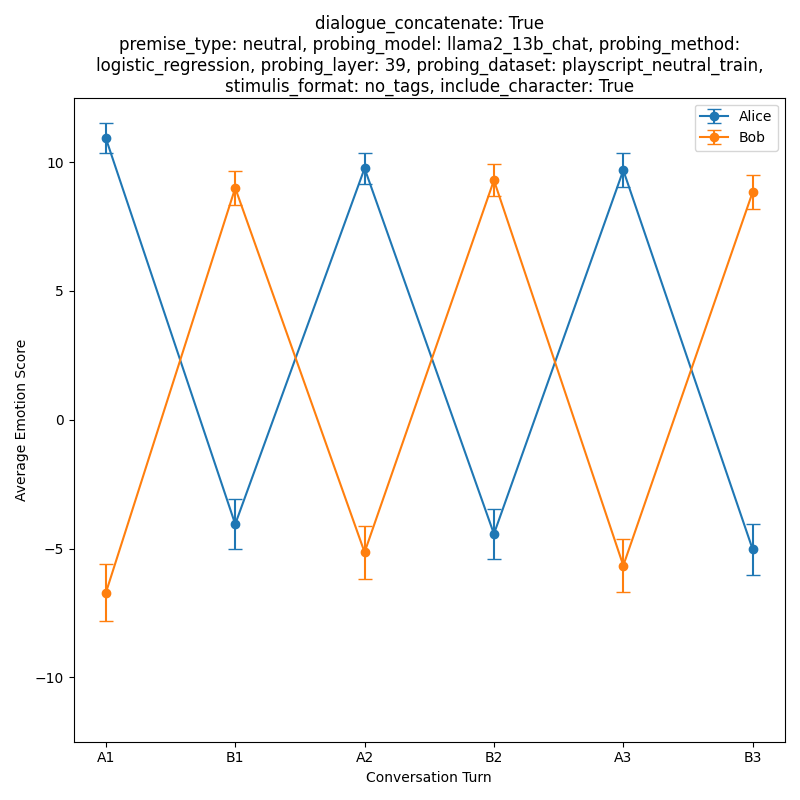 dialogue_concatenate: True
premise_type: neutral, probing_model: llama2_13b_chat, probing_method:
logistic_regression, probing_layer: 39, probing_dataset: playscript_neutral_train,
stimulis_format: no_tags, include_character: True
Alice
Bob
Average Emotion Score
10
5
0
−5
−10
A1
B1
A2
B2
A3
B3
Conversation Turn